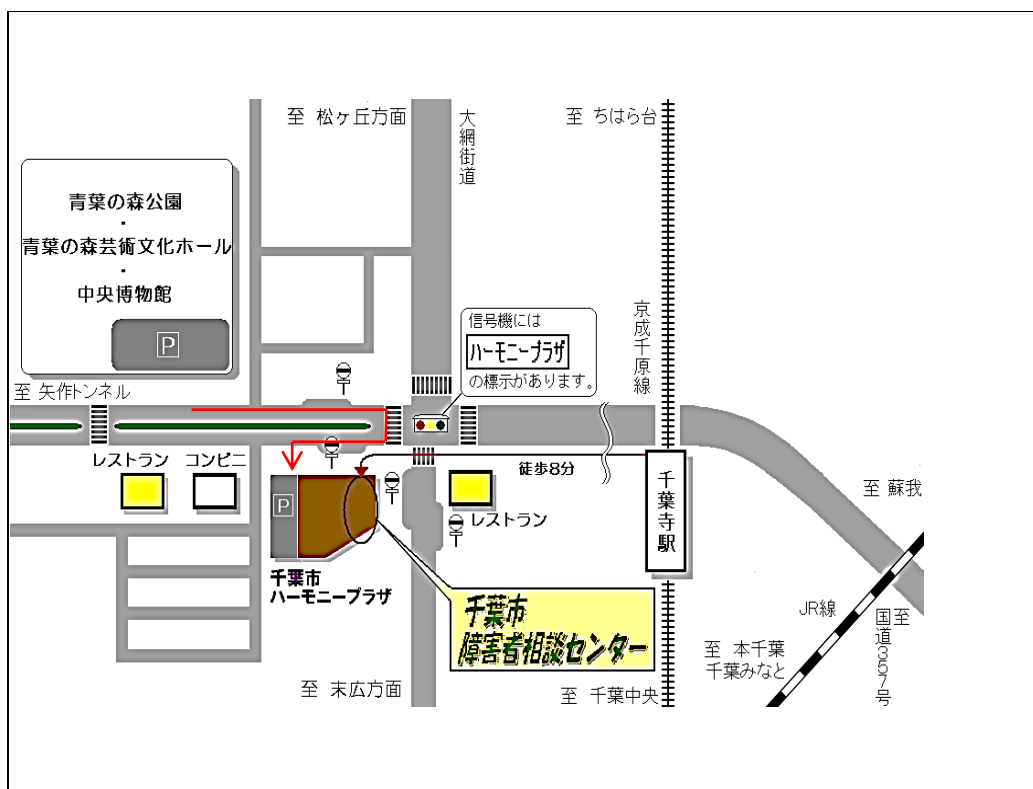 至 松ヶ丘方面
大網街道
至 ちはら台
青葉の森公園
・
青葉の森芸術文化ホール
・
中央博物館
P
信号機には
ハーモニープラザ
の標示があります。
京成千原線
至 矢作トンネル
レストラン
コンビニ
徒歩8分
千葉寺駅
至 蘇我
P
レストラン
千葉市
ハーモニープラザ
千葉市
障害者相談センター
JR線
至
国道357号
至 本千葉
千葉みなと
至 末広方面
至 千葉中央